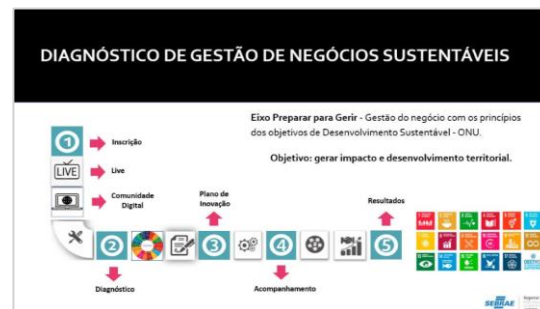 DIAGNÓSTICO DE GESTÃO DE NEGÓCIOS SUSTENTÁVEIS
Eixo Preparar para Gerir - Gestão do negócio com os princípios
dos objetivos de Desenvolvimento Sustentável - ONU.
Objetivo: gerar impacto e desenvolvimento territorial.
1
Inscrição
LIVE
Live
Comunidade
Digital
Plano de
Inovação
Resultados
2
3
4
5
Diagnóstico
Acompanhamento
SEBRAE